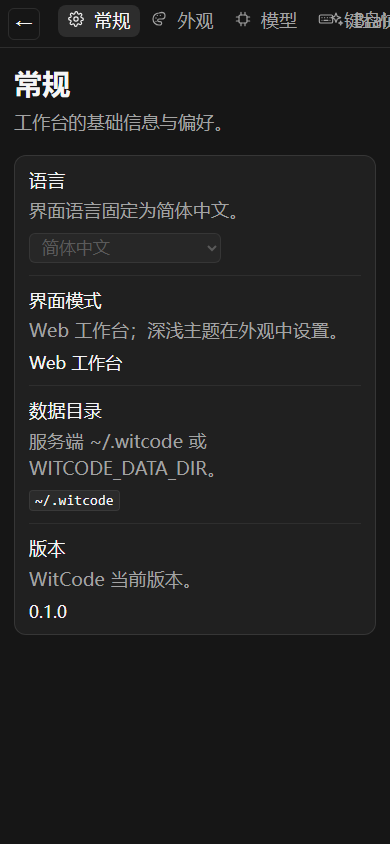 ← 常规 外观 模型
常规
工作台的基础信息与偏好。
语言
界面语言固定为简体中文。
简体中文
界面模式
Web 工作台；深浅主题在外观中设置。
Web 工作台
数据目录
服务端 ~/.witcode 或
WITCODE_DATA_DIR。
~/.witcode
版本
WitCode 当前版本。
0.1.0